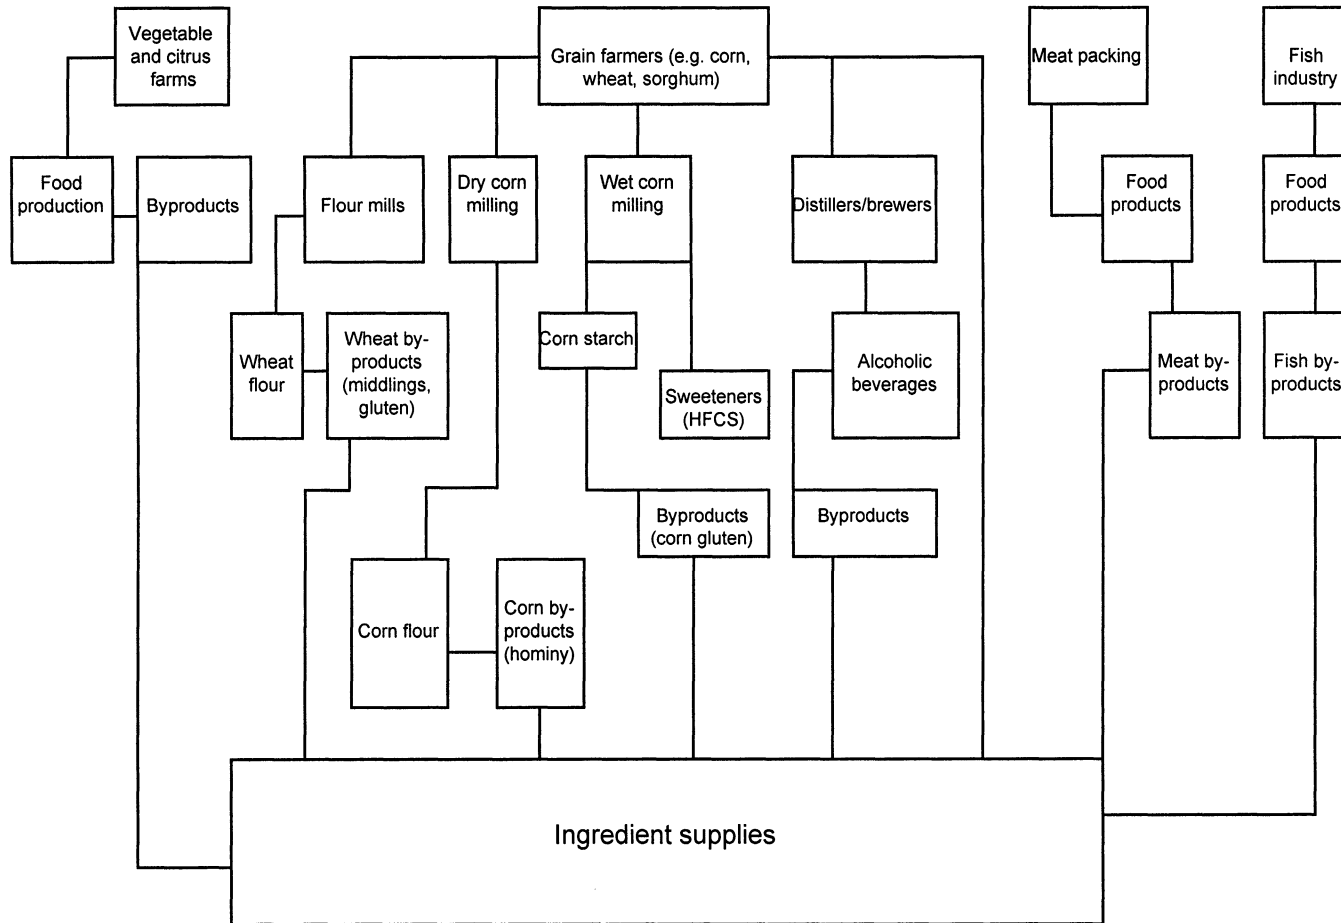 Vegetable
and citrus
farms
Grain farmers (e.g. corn,
wheat, sorghum)
Meat packing
Fish
industry
Food
production
Byproducts
Flour mills
Dry corn
milling
Wet corn
milling
Distillers/brewers
Food
products
Food
products
Wheat
flour
Wheat by-
products
(middlings,
gluten)
Corn starch
Sweeteners
(HFCS)
Alcoholic
beverages
Meat by-
products
Fish by-
products
Byproducts
(corn gluten)
Byproducts
Corn flour
Corn by-
products
(hominy)
Ingredient supplies